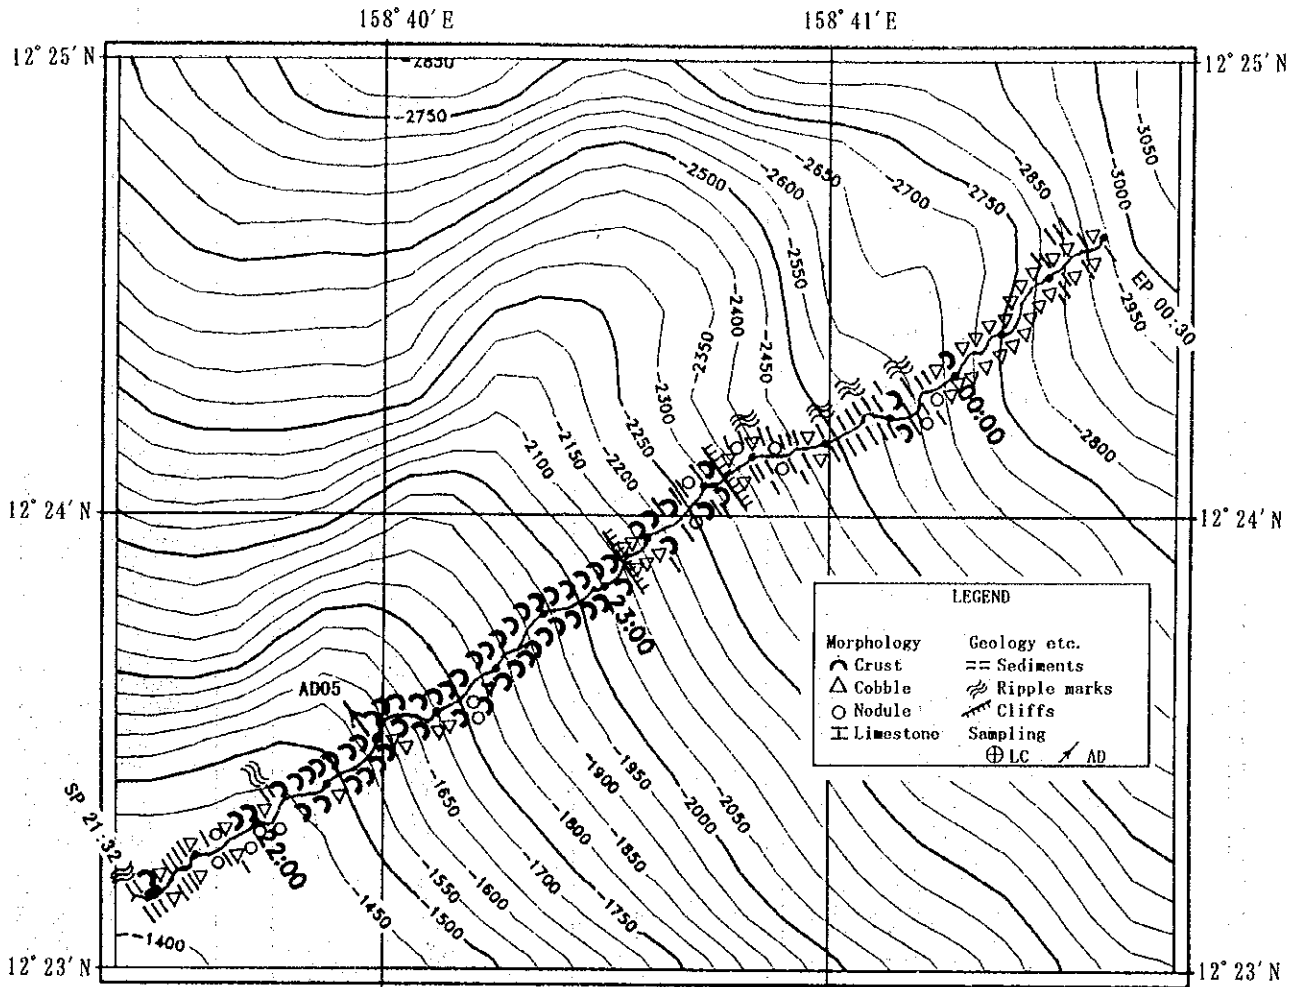 158°40'E 158°41'E
12°25'N 12°25'N
-2850
-2750
-2500
-2600
-2650
-2700
-2750
-2850
-3000
-3050
-2550
-2400
-2350
-2450
-2300
-2250
-2200
-2150
-2100
-2950
EP 00:30
00:00
-2800
12°24'N 12°24'N
23:00
AD05
LEGEND
Morphology Geology etc.
Crust Sediments
Cobble Ripple marks
Nodule Cliffs
Limestone Sampling
LC AD
-1650
-1900
-1950
-2000
-2050
-1800
-1850
-1700
-1750
-1600
-1550
-1500
-1450
-1400
SP 21:32
22:00
12°23'N 12°23'N